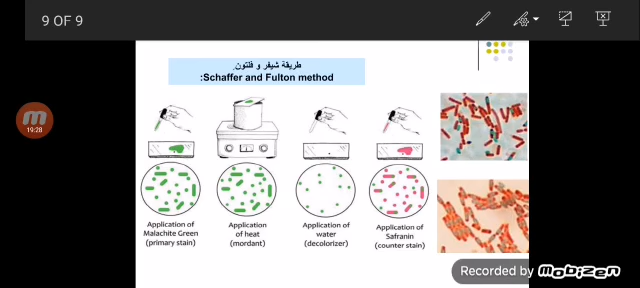 9 OF 9
طريقة شيفر و فلتون
:Schaffer and Fulton method
19:28
Application of
Malachite Green
(primary stain)
Application
of heat
(mordant)
Application of
water
(decolorizer)
Application of
Safranin
(counter stain)
Recorded by Mobizen